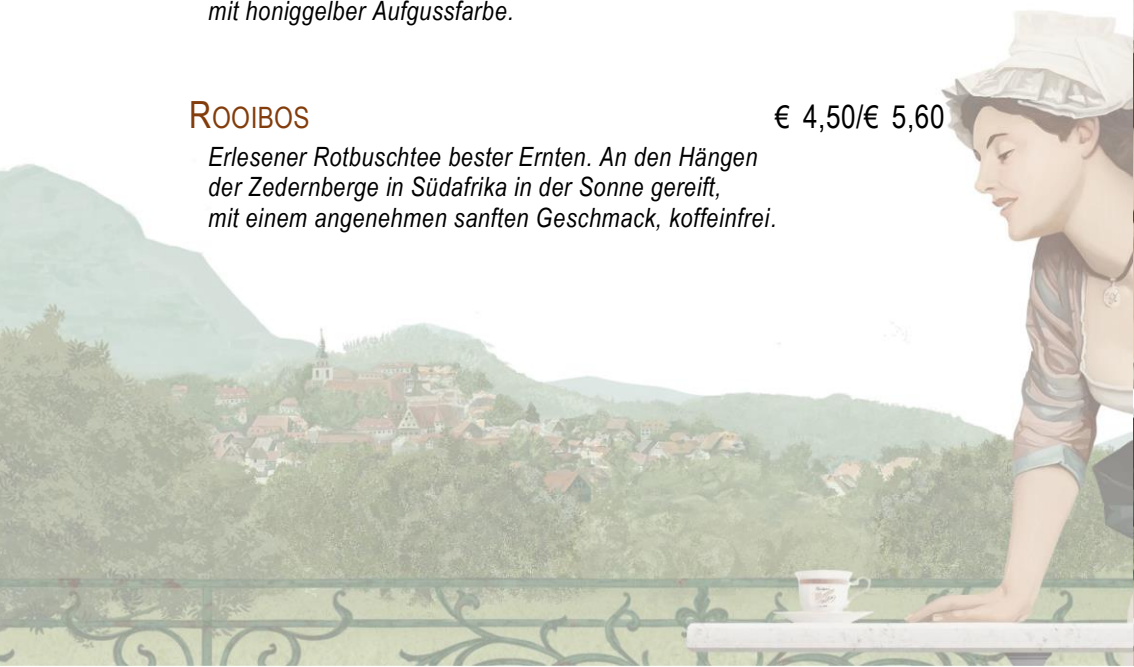 mit honiggelber Aufgussfarbe.
ROOIBOS € 4,50/€ 5,60
Erlesener Rotbuschtee bester Ernten. An den Hängen
der Zedernberge in Südafrika in der Sonne gereift,
mit einem angenehmen sanften Geschmack, koffeinfrei.